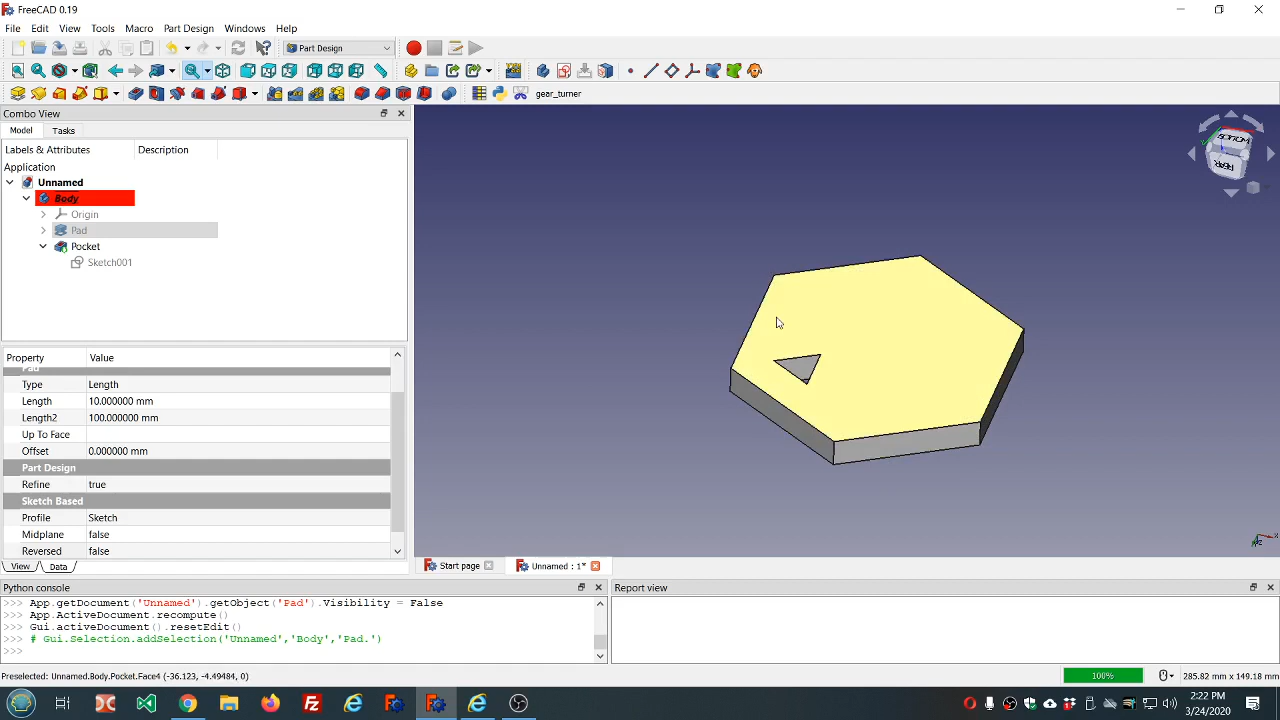 FreeCAD 0.19
File Edit View Tools Macro Part Design Windows Help
Part Design
gear_turner
Combo View
Model Tasks
Labels & Attributes Description
Application
Unnamed
Body
Origin
Pad
Pocket
Sketch001
Property Value
Pad
Type Length
Length 10.000000 mm
Length2 100.000000 mm
Up To Face
Offset 0.000000 mm
Part Design
Refine true
Sketch Based
Profile Sketch
Midplane false
Reversed false
View Data
BOTTOM
REAR
Start page Unnamed : 1*
Python console
>>> App.getDocument('Unnamed').getObject('Pad').Visibility = False
>>> App.ActiveDocument.recompute()
>>> Gui.activeDocument().resetEdit()
>>> # Gui.Selection.addSelection('Unnamed','Body','Pad.')
>>>
Report view
Preselected: Unnamed.Body.Pocket.Face4 (-36.123, -4.49484, 0)
100%
285.82 mm x 149.18 mm
2:22 PM
3/24/2020